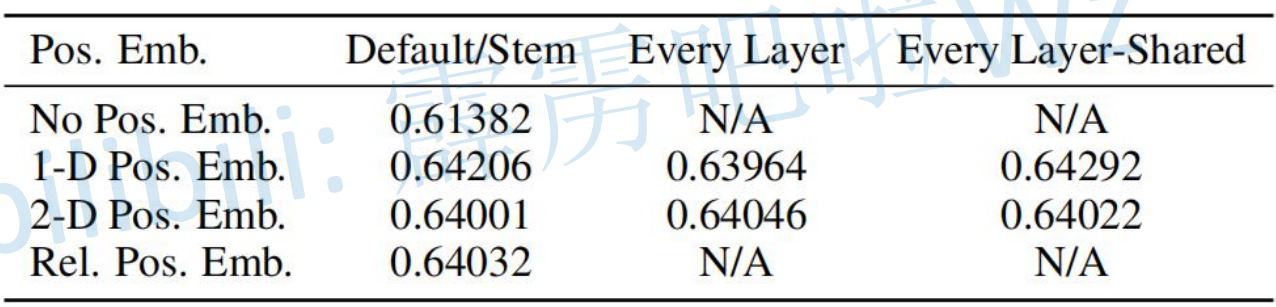 Pos. Emb. Default/Stem Every Layer Every Layer-Shared
No Pos. Emb. 0.61382 N/A N/A
1-D Pos. Emb. 0.64206 0.63964 0.64292
2-D Pos. Emb. 0.64001 0.64046 0.64022
Rel. Pos. Emb. 0.64032 N/A N/A
bilibili: 霹雳吧啦Wz